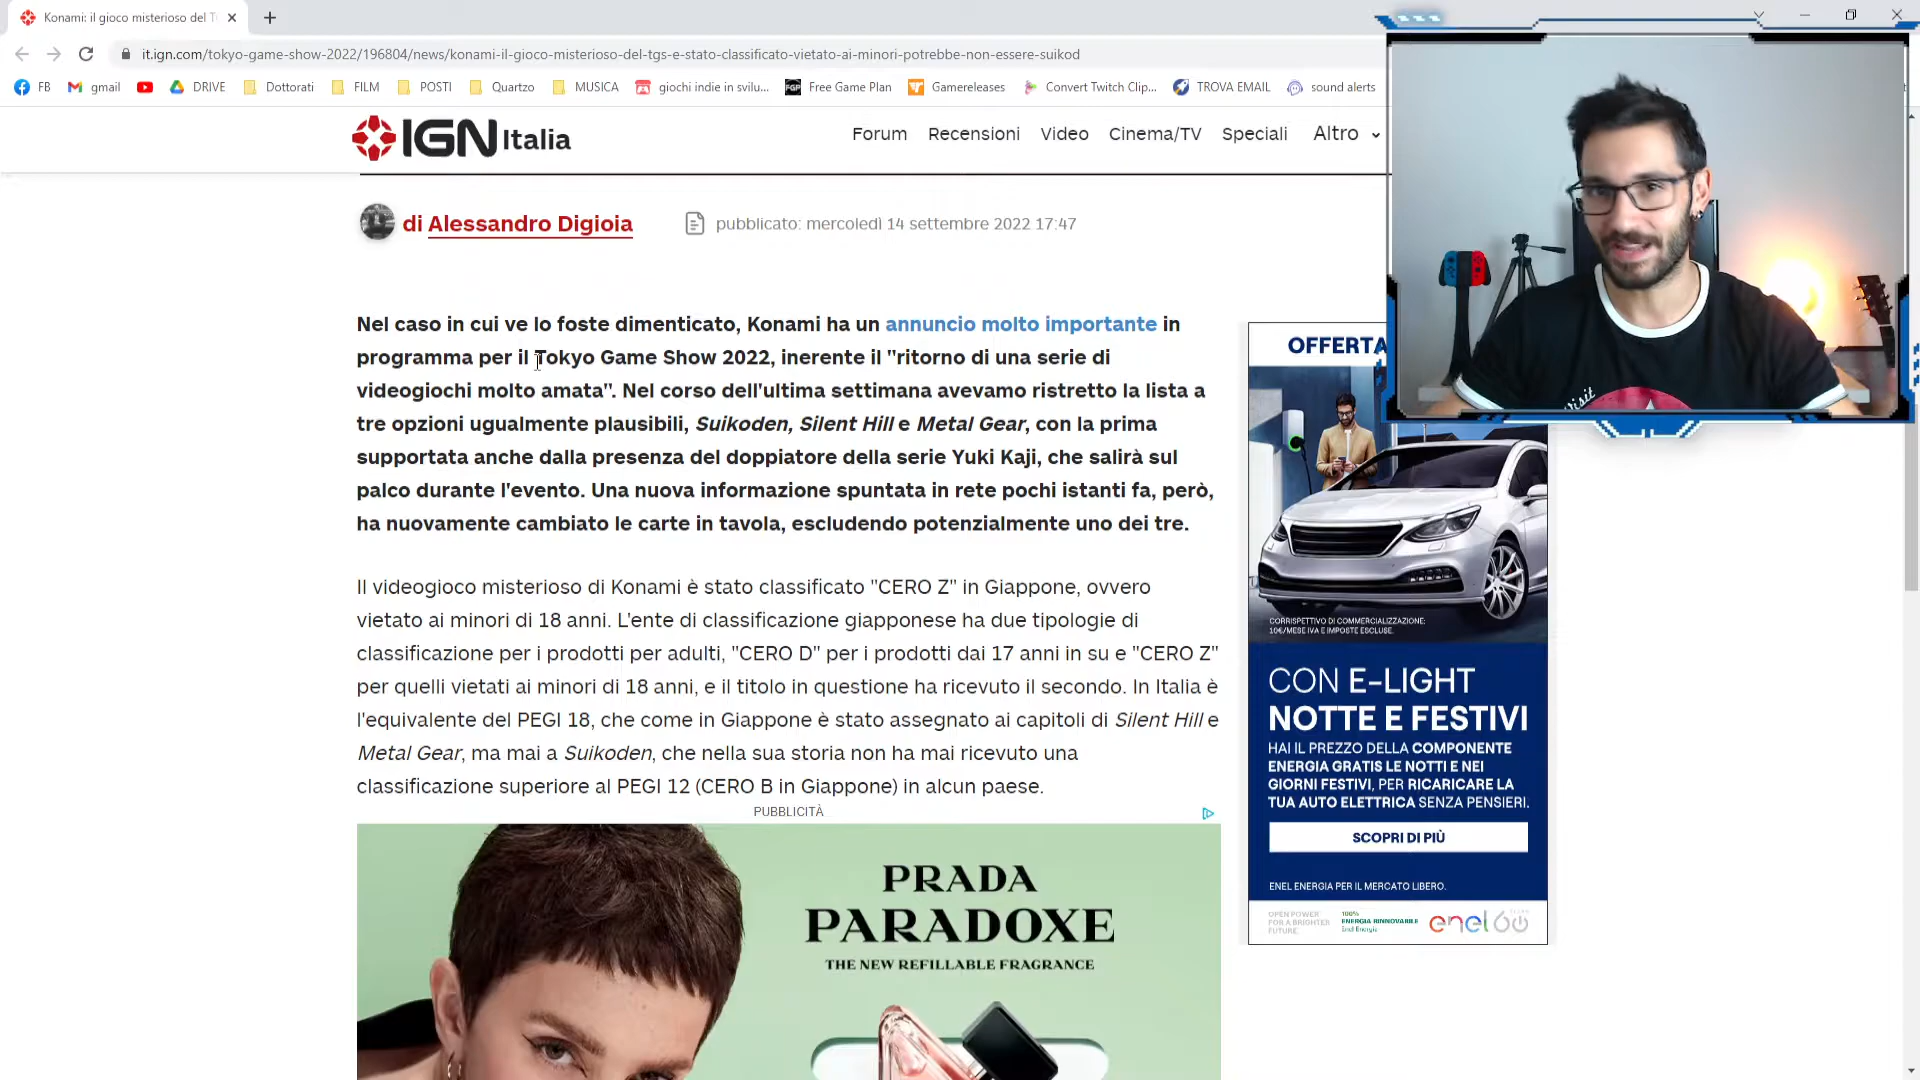 Konami: il gioco misterioso del T
it.ign.com/tokyo-game-show-2022/196804/news/konami-il-gioco-misterioso-del-tgs-e-stato-classificato-vietato-ai-minori-potrebbe-non-essere-suikod
FB gmail DRIVE Dottorati FILM POSTI Quartzo MUSICA giochi indie in svilu... Free Game Plan Gamereleases Convert Twitch Clip... TROVA EMAIL sound alerts
IGN Italia
Forum Recensioni Video Cinema/TV Speciali Altro
di Alessandro Digioia pubblicato: mercoledì 14 settembre 2022 17:47
Nel caso in cui ve lo foste dimenticato, Konami ha un annuncio molto importante in
programma per il Tokyo Game Show 2022, inerente il "ritorno di una serie di
videogiochi molto amata". Nel corso dell'ultima settimana avevamo ristretto la lista a
tre opzioni ugualmente plausibili, Suikoden, Silent Hill e Metal Gear, con la prima
supportata anche dalla presenza del doppiatore della serie Yuki Kaji, che salirà sul
palco durante l'evento. Una nuova informazione spuntata in rete pochi istanti fa, però,
ha nuovamente cambiato le carte in tavola, escludendo potenzialmente uno dei tre.
Il videogioco misterioso di Konami è stato classificato "CERO Z" in Giappone, ovvero
vietato ai minori di 18 anni. L'ente di classificazione giapponese ha due tipologie di
classificazione per i prodotti per adulti, "CERO D" per i prodotti dai 17 anni in su e "CERO Z"
per quelli vietati ai minori di 18 anni, e il titolo in questione ha ricevuto il secondo. In Italia è
l'equivalente del PEGI 18, che come in Giappone è stato assegnato ai capitoli di Silent Hill e
Metal Gear, ma mai a Suikoden, che nella sua storia non ha mai ricevuto una
classificazione superiore al PEGI 12 (CERO B in Giappone) in alcun paese.
PUBBLICITÀ
PRADA
PARADOXE
THE NEW REFILLABLE FRAGRANCE
OFFERTA
CORRISPETTIVO DI COMMERCIALIZZAZIONE:
10€/MESE IVA E IMPOSTE ESCLUSE.
CON E-LIGHT
NOTTE E FESTIVI
HAI IL PREZZO DELLA COMPONENTE
ENERGIA GRATIS LE NOTTI E NEI
GIORNI FESTIVI, PER RICARICARE LA
TUA AUTO ELETTRICA SENZA PENSIERI.
SCOPRI DI PIÙ
ENEL ENERGIA PER IL MERCATO LIBERO.
OPEN POWER
FOR A BRIGHTER
FUTURE.
100%
ENERGIA RINNOVABILE
Enel Energia
enel 60
visit